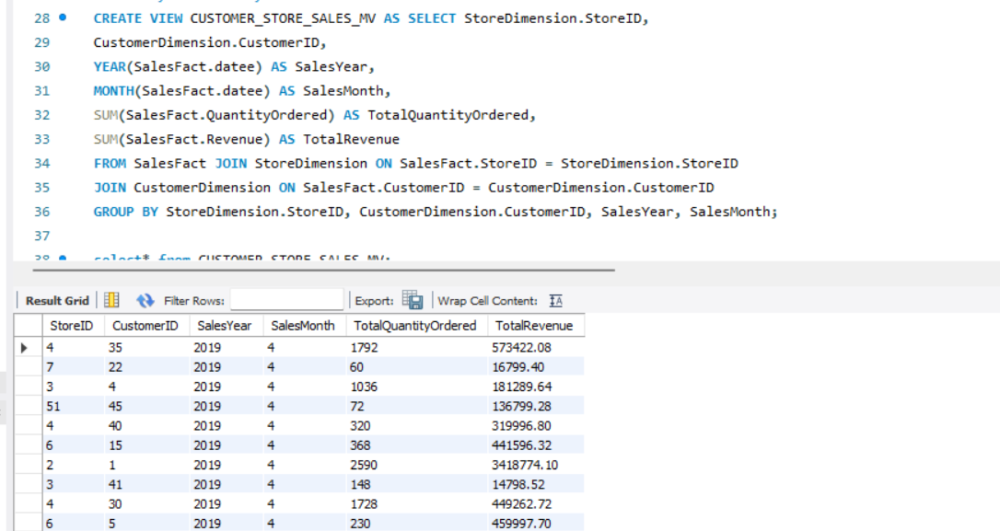 28 CREATE VIEW CUSTOMER_STORE_SALES_MV AS SELECT StoreDimension.StoreID,
29 CustomerDimension.CustomerID,
30 YEAR(SalesFact.datee) AS SalesYear,
31 MONTH(SalesFact.datee) AS SalesMonth,
32 SUM(SalesFact.QuantityOrdered) AS TotalQuantityOrdered,
33 SUM(SalesFact.Revenue) AS TotalRevenue
34 FROM SalesFact JOIN StoreDimension ON SalesFact.StoreID = StoreDimension.StoreID
35 JOIN CustomerDimension ON SalesFact.CustomerID = CustomerDimension.CustomerID
36 GROUP BY StoreDimension.StoreID, CustomerDimension.CustomerID, SalesYear, SalesMonth;
37
38 select* from CUSTOMER_STORE_SALES_MV;
Result Grid Filter Rows: Export: Wrap Cell Content:
StoreID CustomerID SalesYear SalesMonth TotalQuantityOrdered TotalRevenue
4 35 2019 4 1792 573422.08
7 22 2019 4 60 16799.40
3 4 2019 4 1036 181289.64
51 45 2019 4 72 136799.28
4 40 2019 4 320 319996.80
6 15 2019 4 368 441596.32
2 1 2019 4 2590 3418774.10
3 41 2019 4 148 14798.52
4 30 2019 4 1728 449262.72
6 5 2019 4 230 459997.70